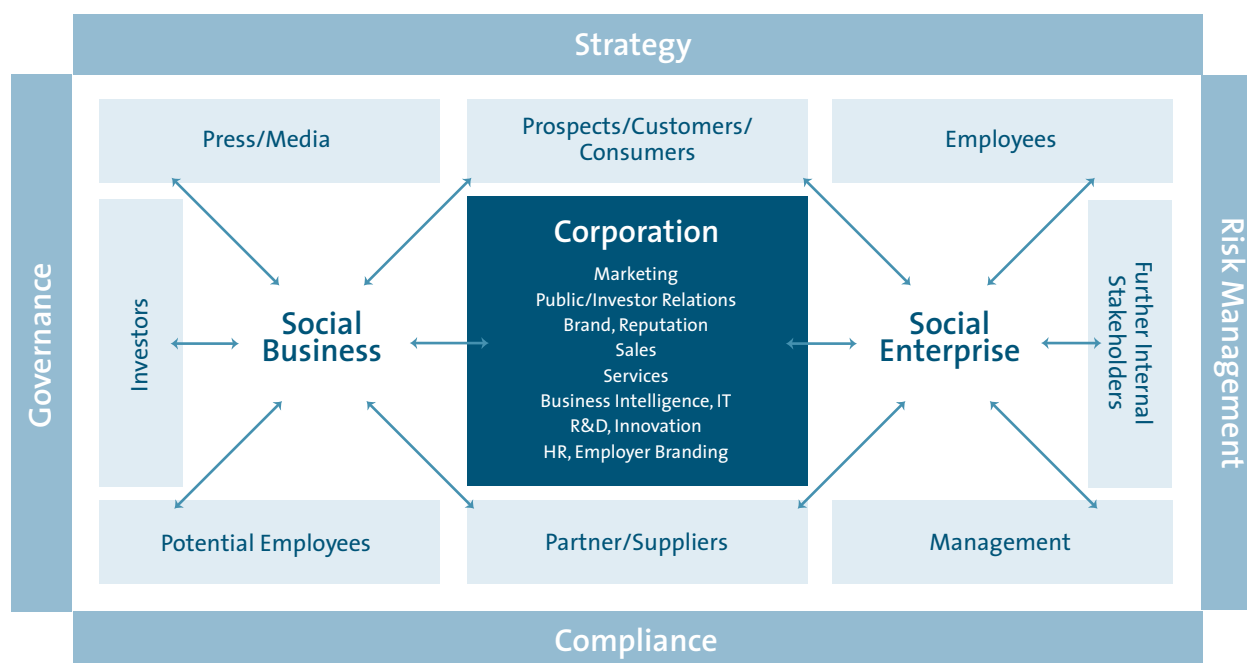 Strategy
Press/Media
Prospects/Customers/
Consumers
Employees
Governance
Investors
Social
Business
Corporation
Marketing
Public/Investor Relations
Brand, Reputation
Sales
Services
Business Intelligence, IT
R&D, Innovation
HR, Employer Branding
Social
Enterprise
Further Internal
Stakeholders
Risk Management
Potential Employees
Partner/Suppliers
Management
Compliance